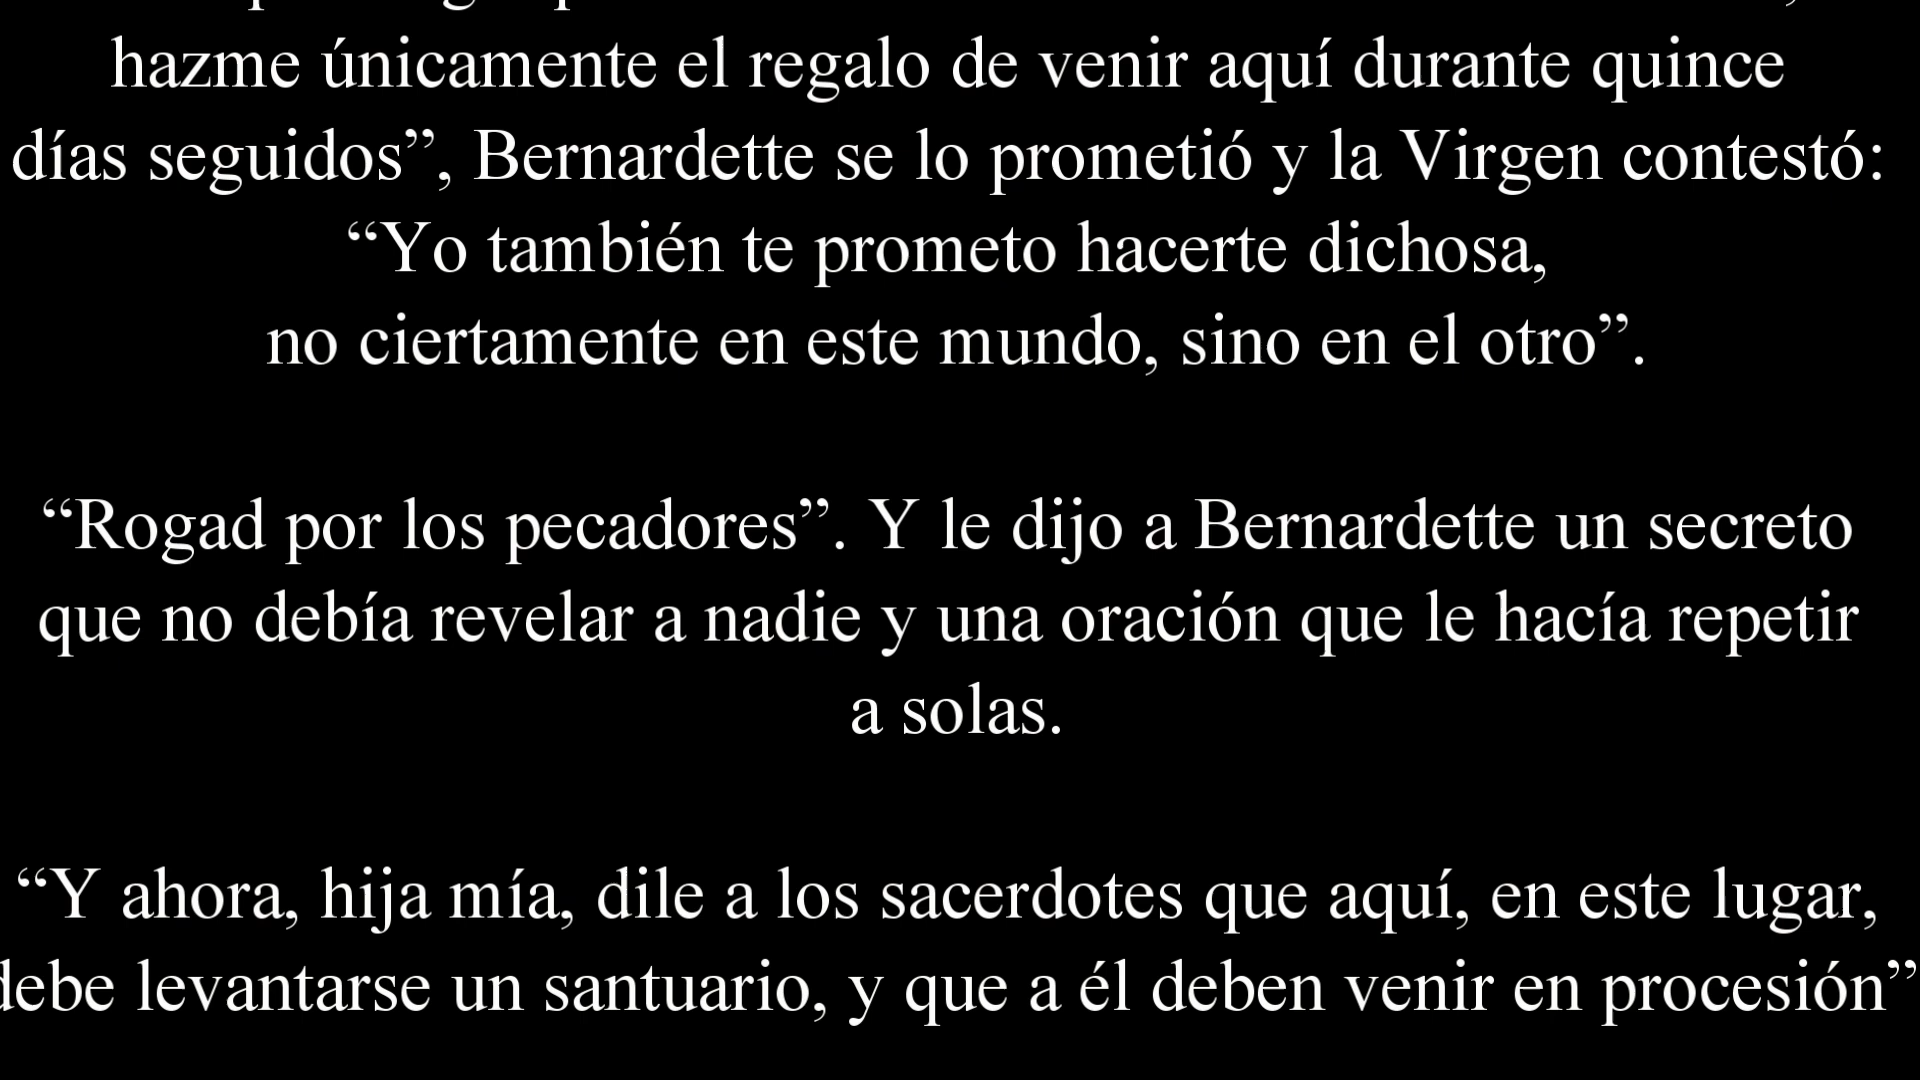 hazme únicamente el regalo de venir aquí durante quince
días seguidos”, Bernardette se lo prometió y la Virgen contestó:
“Yo también te prometo hacerte dichosa,
no ciertamente en este mundo, sino en el otro”.
“Rogad por los pecadores”. Y le dijo a Bernardette un secreto
que no debía revelar a nadie y una oración que le hacía repetir
a solas.
“Y ahora, hija mía, dile a los sacerdotes que aquí, en este lugar,
debe levantarse un santuario, y que a él deben venir en procesión”